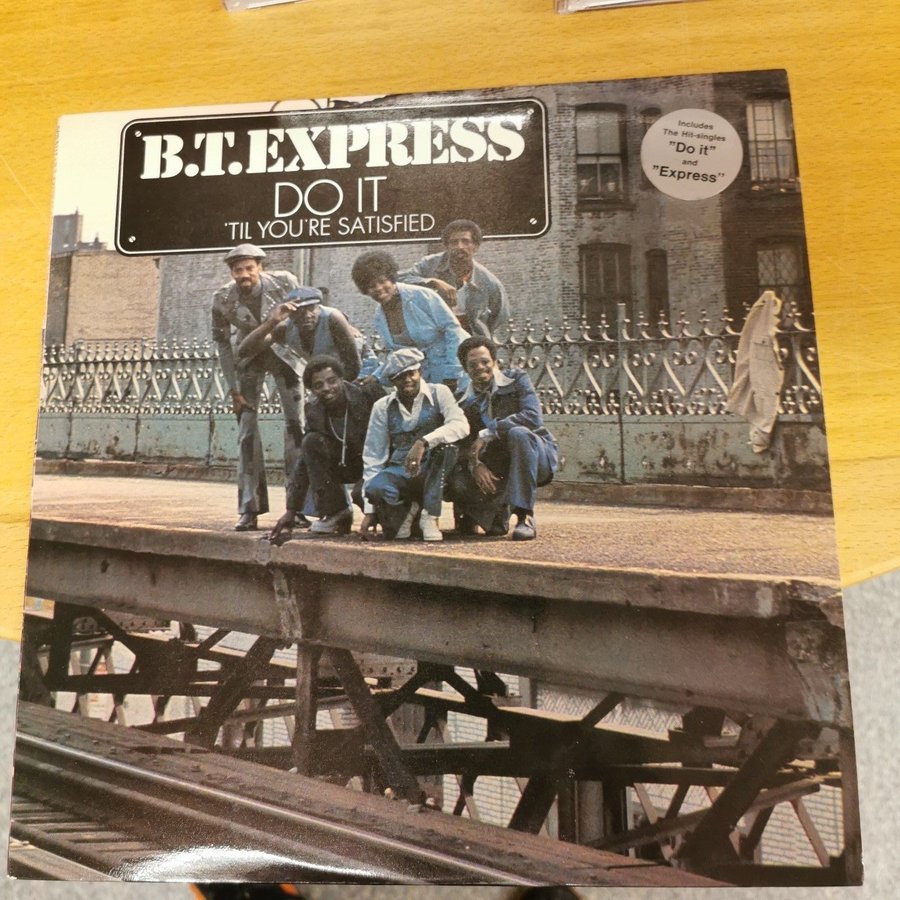 B.T.EXPRESS
DO IT
'TIL YOU'RE SATISFIED
Includes
The Hit-singles
"Do it"
and
"Express"